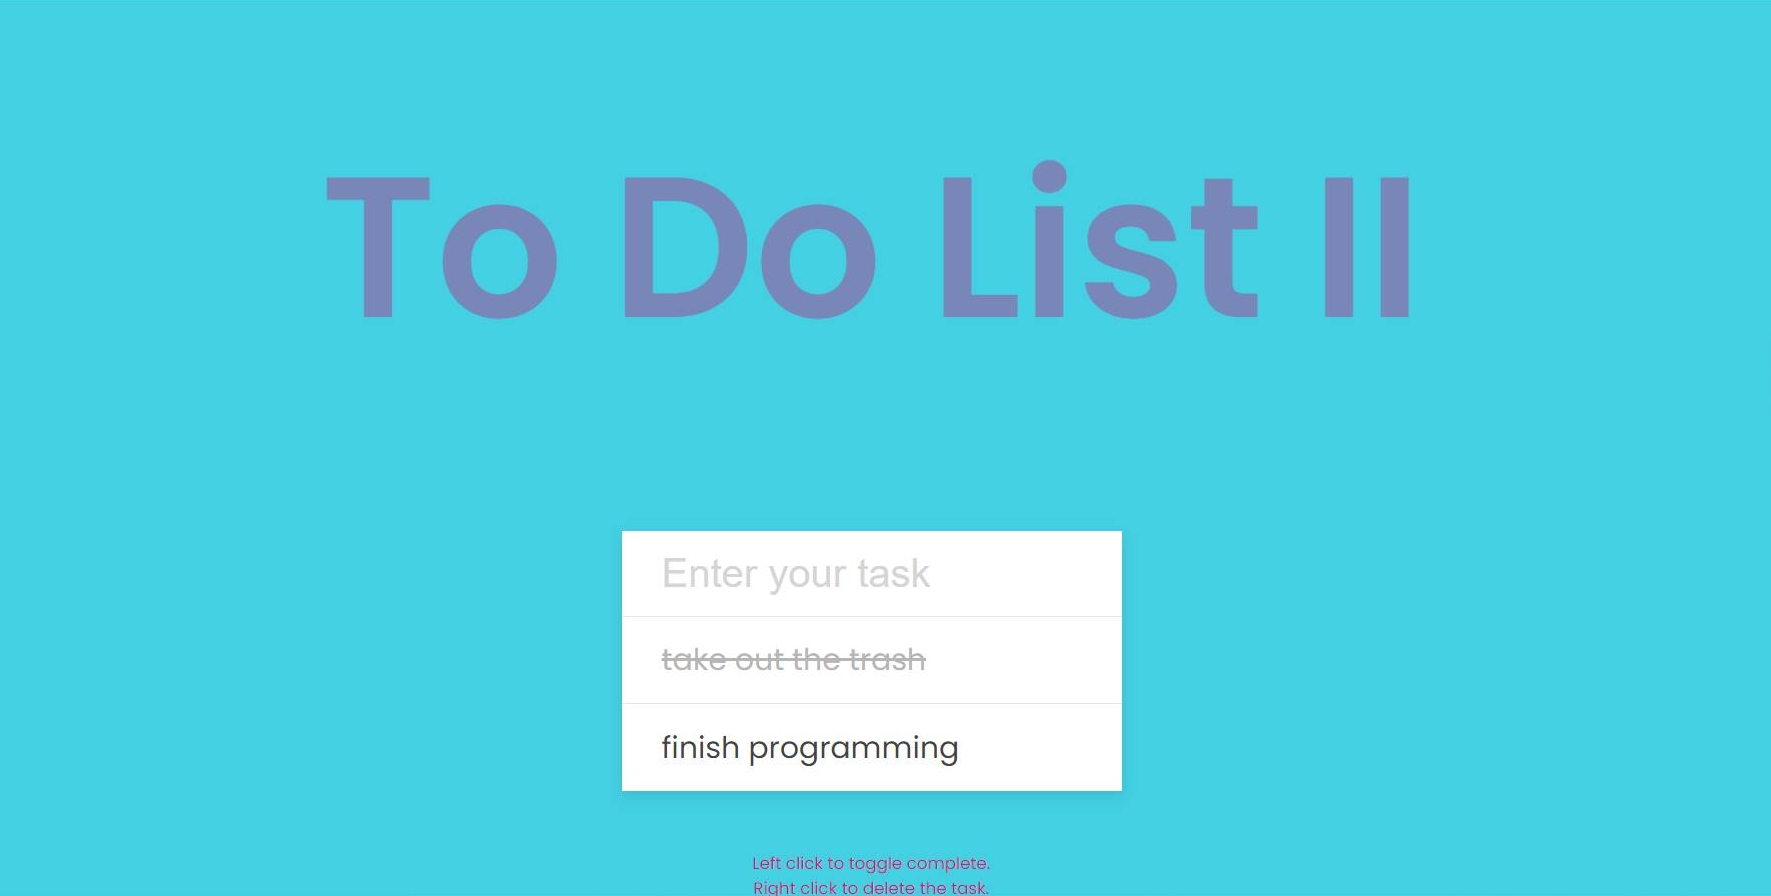 To Do List II
Enter your task
take out the trash
finish programming
Left click to toggle complete.
Right click to delete the task.